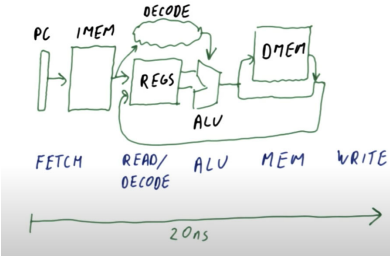 DECODE
PC IMEM
REGS
DMEM
ALU
FETCH READ/DECODE ALU MEM WRITE
20ns